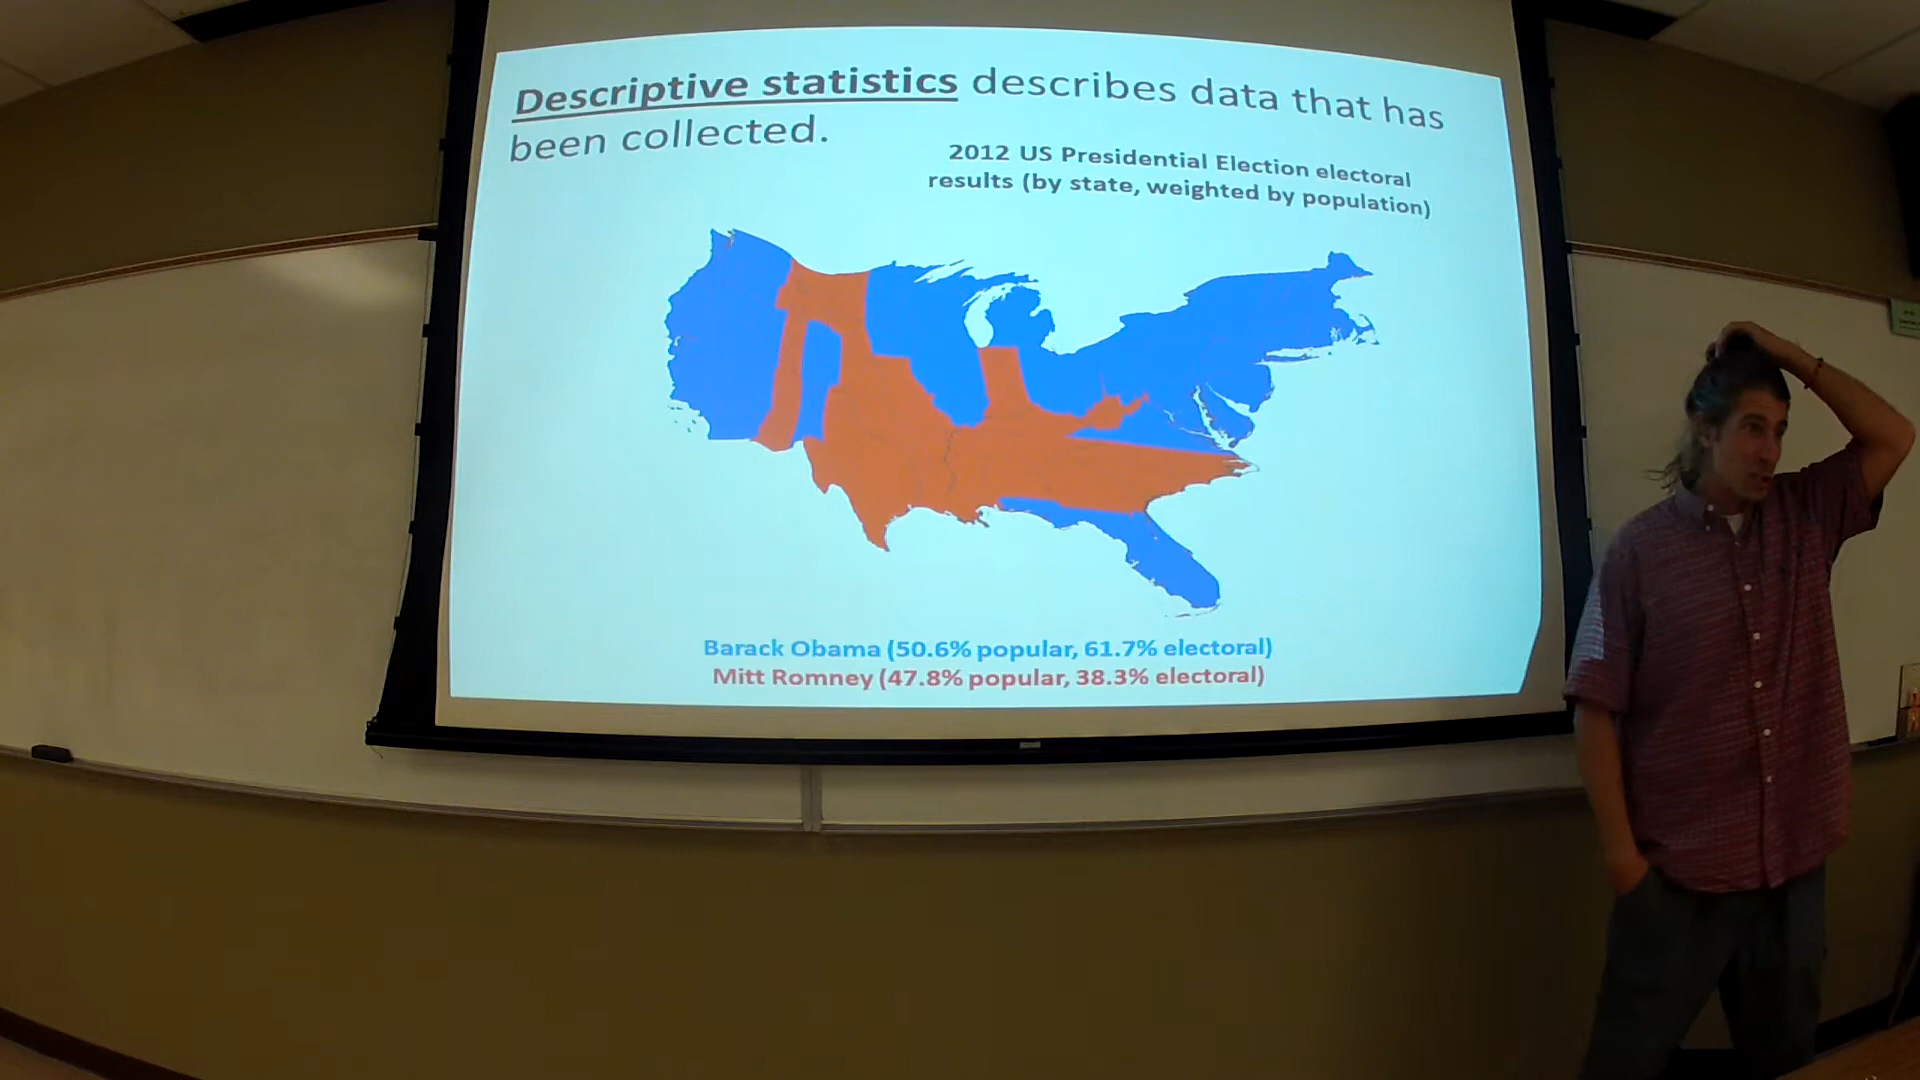 Descriptive statistics describes data that has
been collected.
2012 US Presidential Election electoral
results (by state, weighted by population)
Barack Obama (50.6% popular, 61.7% electoral)
Mitt Romney (47.8% popular, 38.3% electoral)